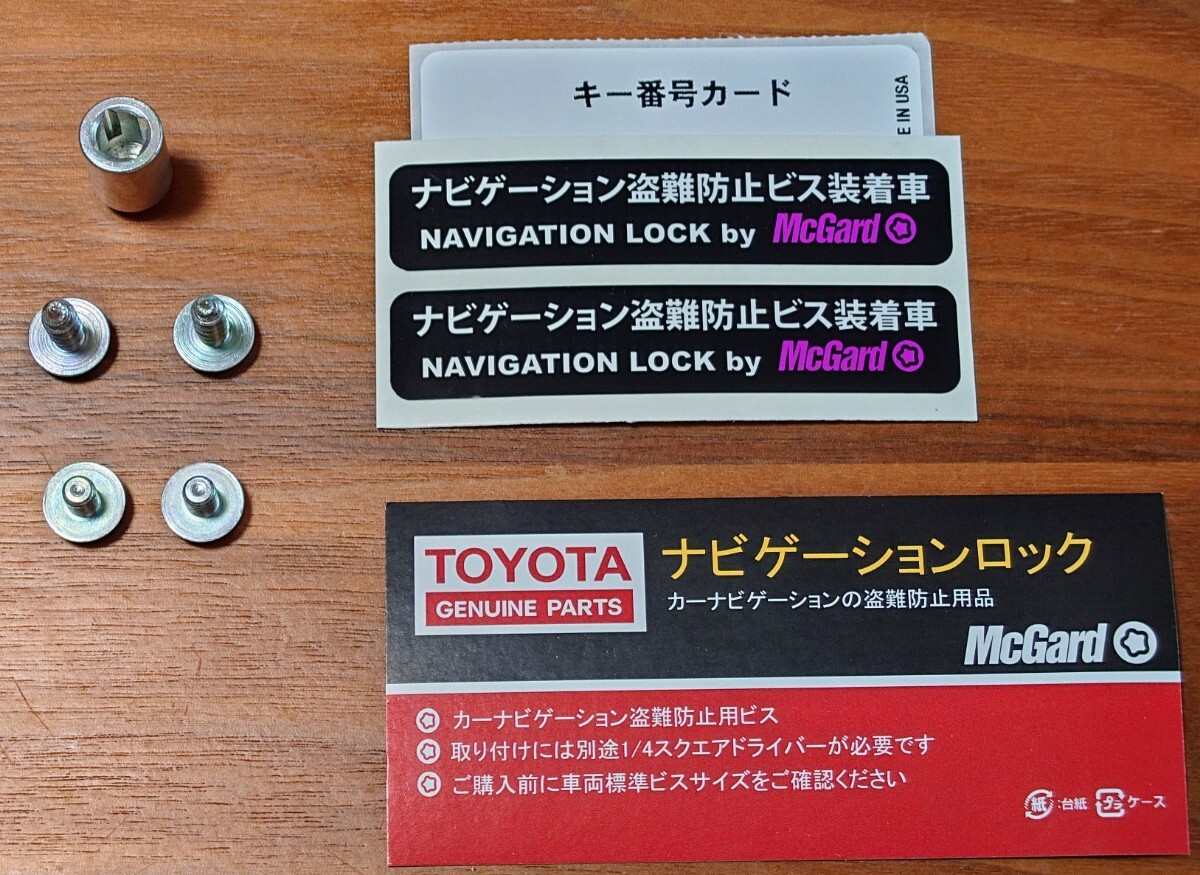 キー番号カード
E IN USA
ナビゲーション盗難防止ビス装着車
NAVIGATION LOCK by McGard
ナビゲーション盗難防止ビス装着車
NAVIGATION LOCK by McGard
TOYOTA
GENUINE PARTS
ナビゲーションロック
カーナビゲーションの盗難防止用品
McGard
カーナビゲーション盗難防止用ビス
取り付けには別途1/4スクエアドライバーが必要です
ご購入前に車両標準ビスサイズをご確認ください
紙:台紙 プラ ケース